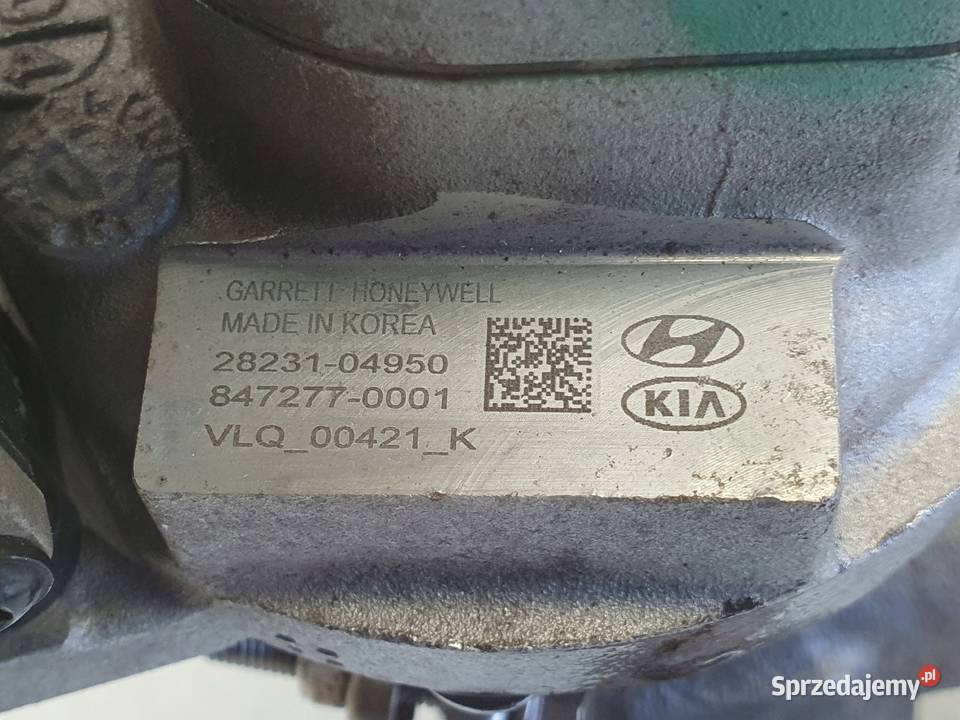 GARRETT HONEYWELL
MADE IN KOREA
28231-04950
847277-0001
VLQ_00421_K
KIA
Sprzedajemy.pl